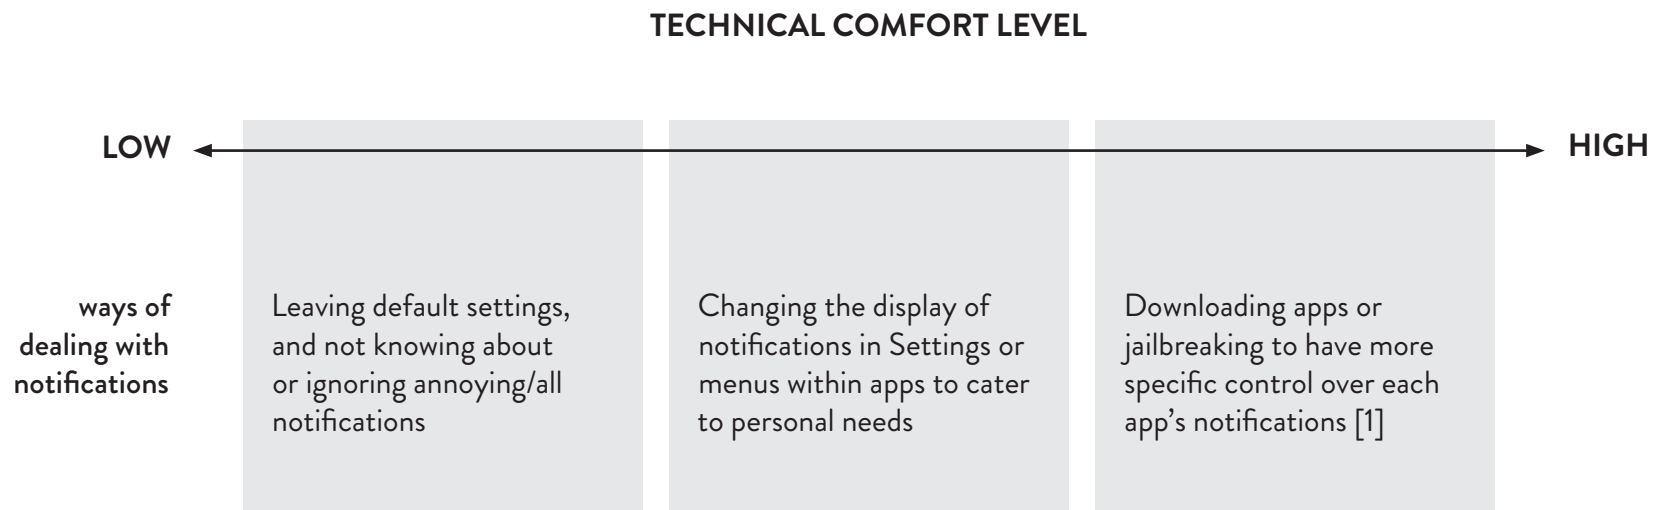 TECHNICAL COMFORT LEVEL
LOW
HIGH
ways of
dealing with
notifications
Leaving default settings,
and not knowing about
or ignoring annoying/all
notifications
Changing the display of
notifications in Settings or
menus within apps to cater
to personal needs
Downloading apps or
jailbreaking to have more
specific control over each
app’s notifications [1]